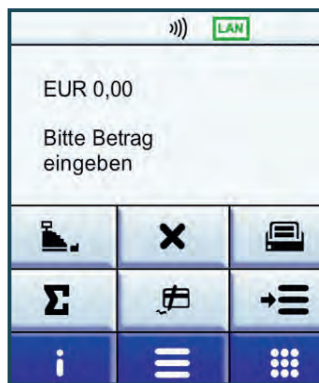 LAN
EUR 0,00
Bitte Betrag
eingeben
Σ
i